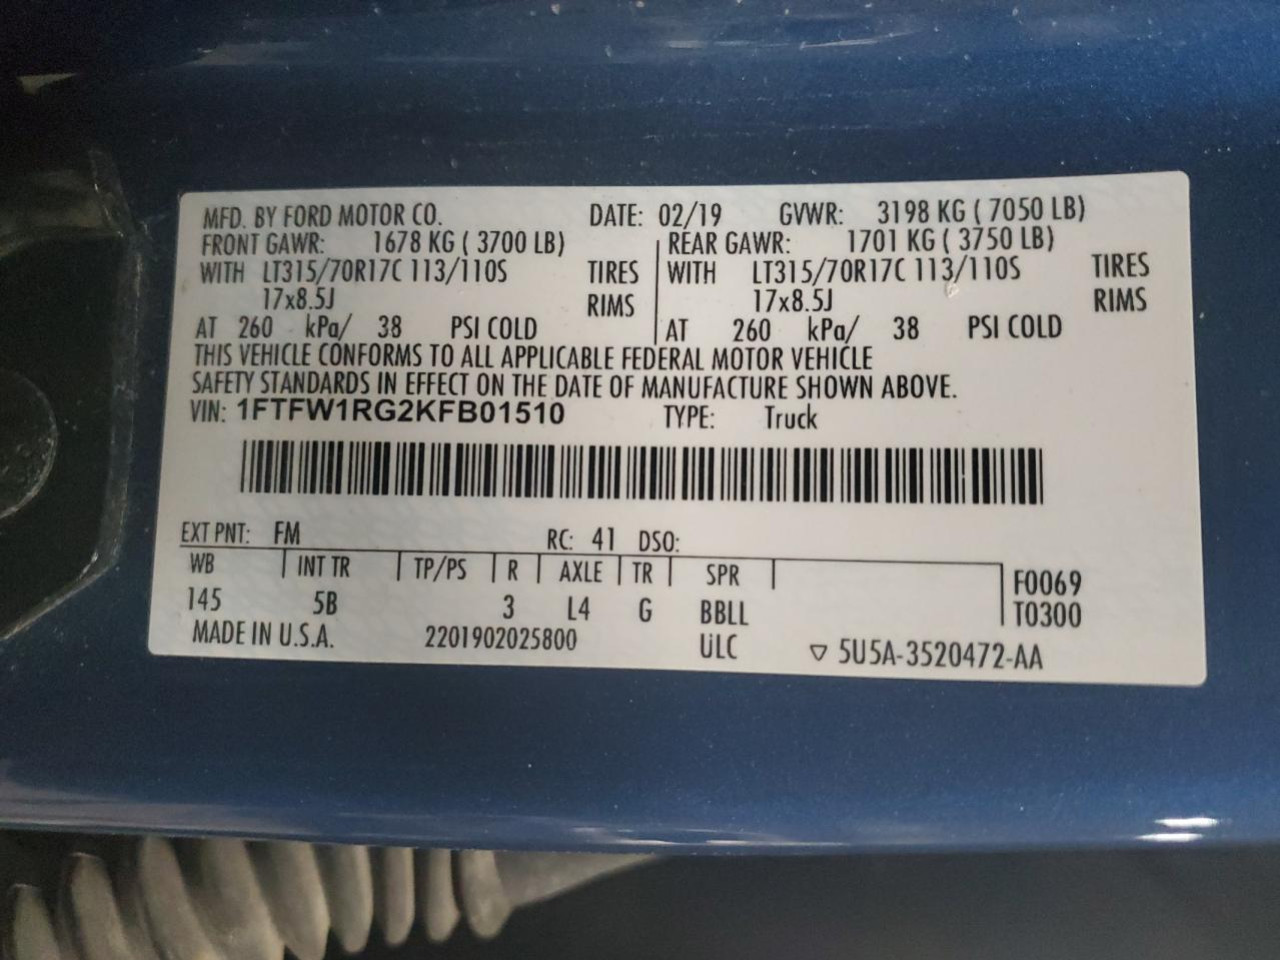 MFD. BY FORD MOTOR CO. DATE: 02/19 GVWR: 3198 KG ( 7050 LB)
FRONT GAWR: 1678 KG ( 3700 LB) REAR GAWR: 1701 KG ( 3750 LB)
WITH LT315/70R17C 113/110S TIRES WITH LT315/70R17C 113/110S TIRES
17x8.5J RIMS 17x8.5J RIMS
AT 260 kPa/ 38 PSI COLD AT 260 kPa/ 38 PSI COLD
THIS VEHICLE CONFORMS TO ALL APPLICABLE FEDERAL MOTOR VEHICLE
SAFETY STANDARDS IN EFFECT ON THE DATE OF MANUFACTURE SHOWN ABOVE.
VIN: 1FTFW1RG2KFB01510 TYPE: Truck
EXT PNT: FM RC: 41 DSO:
WB INT TR TP/PS R AXLE TR SPR F0069
145 5B 3 L4 G BBLL T0300
MADE IN U.S.A. 2201902025800 UiLC ▽ 5U5A-3520472-AA